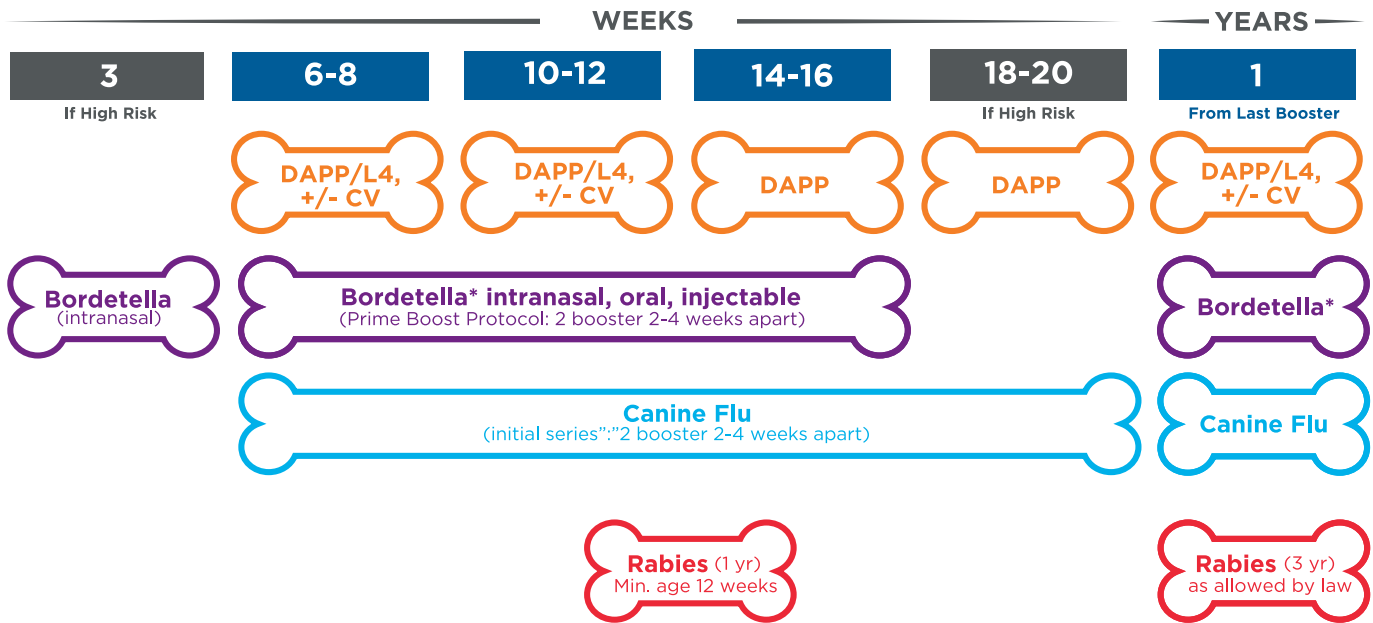 WEEKS
YEARS
3
6-8
10-12
14-16
18-20
1
If High Risk
If High Risk
From Last Booster
DAPP/L4,
+/- CV
DAPP/L4,
+/- CV
DAPP
DAPP
DAPP/L4,
+/- CV
Bordetella
(intranasal)
Bordetella* intranasal, oral, injectable
(Prime Boost Protocol: 2 booster 2-4 weeks apart)
Bordetella*
Canine Flu
(initial series”:”2 booster 2-4 weeks apart)
Canine Flu
Rabies (1 yr)
Min. age 12 weeks
Rabies (3 yr)
as allowed by law